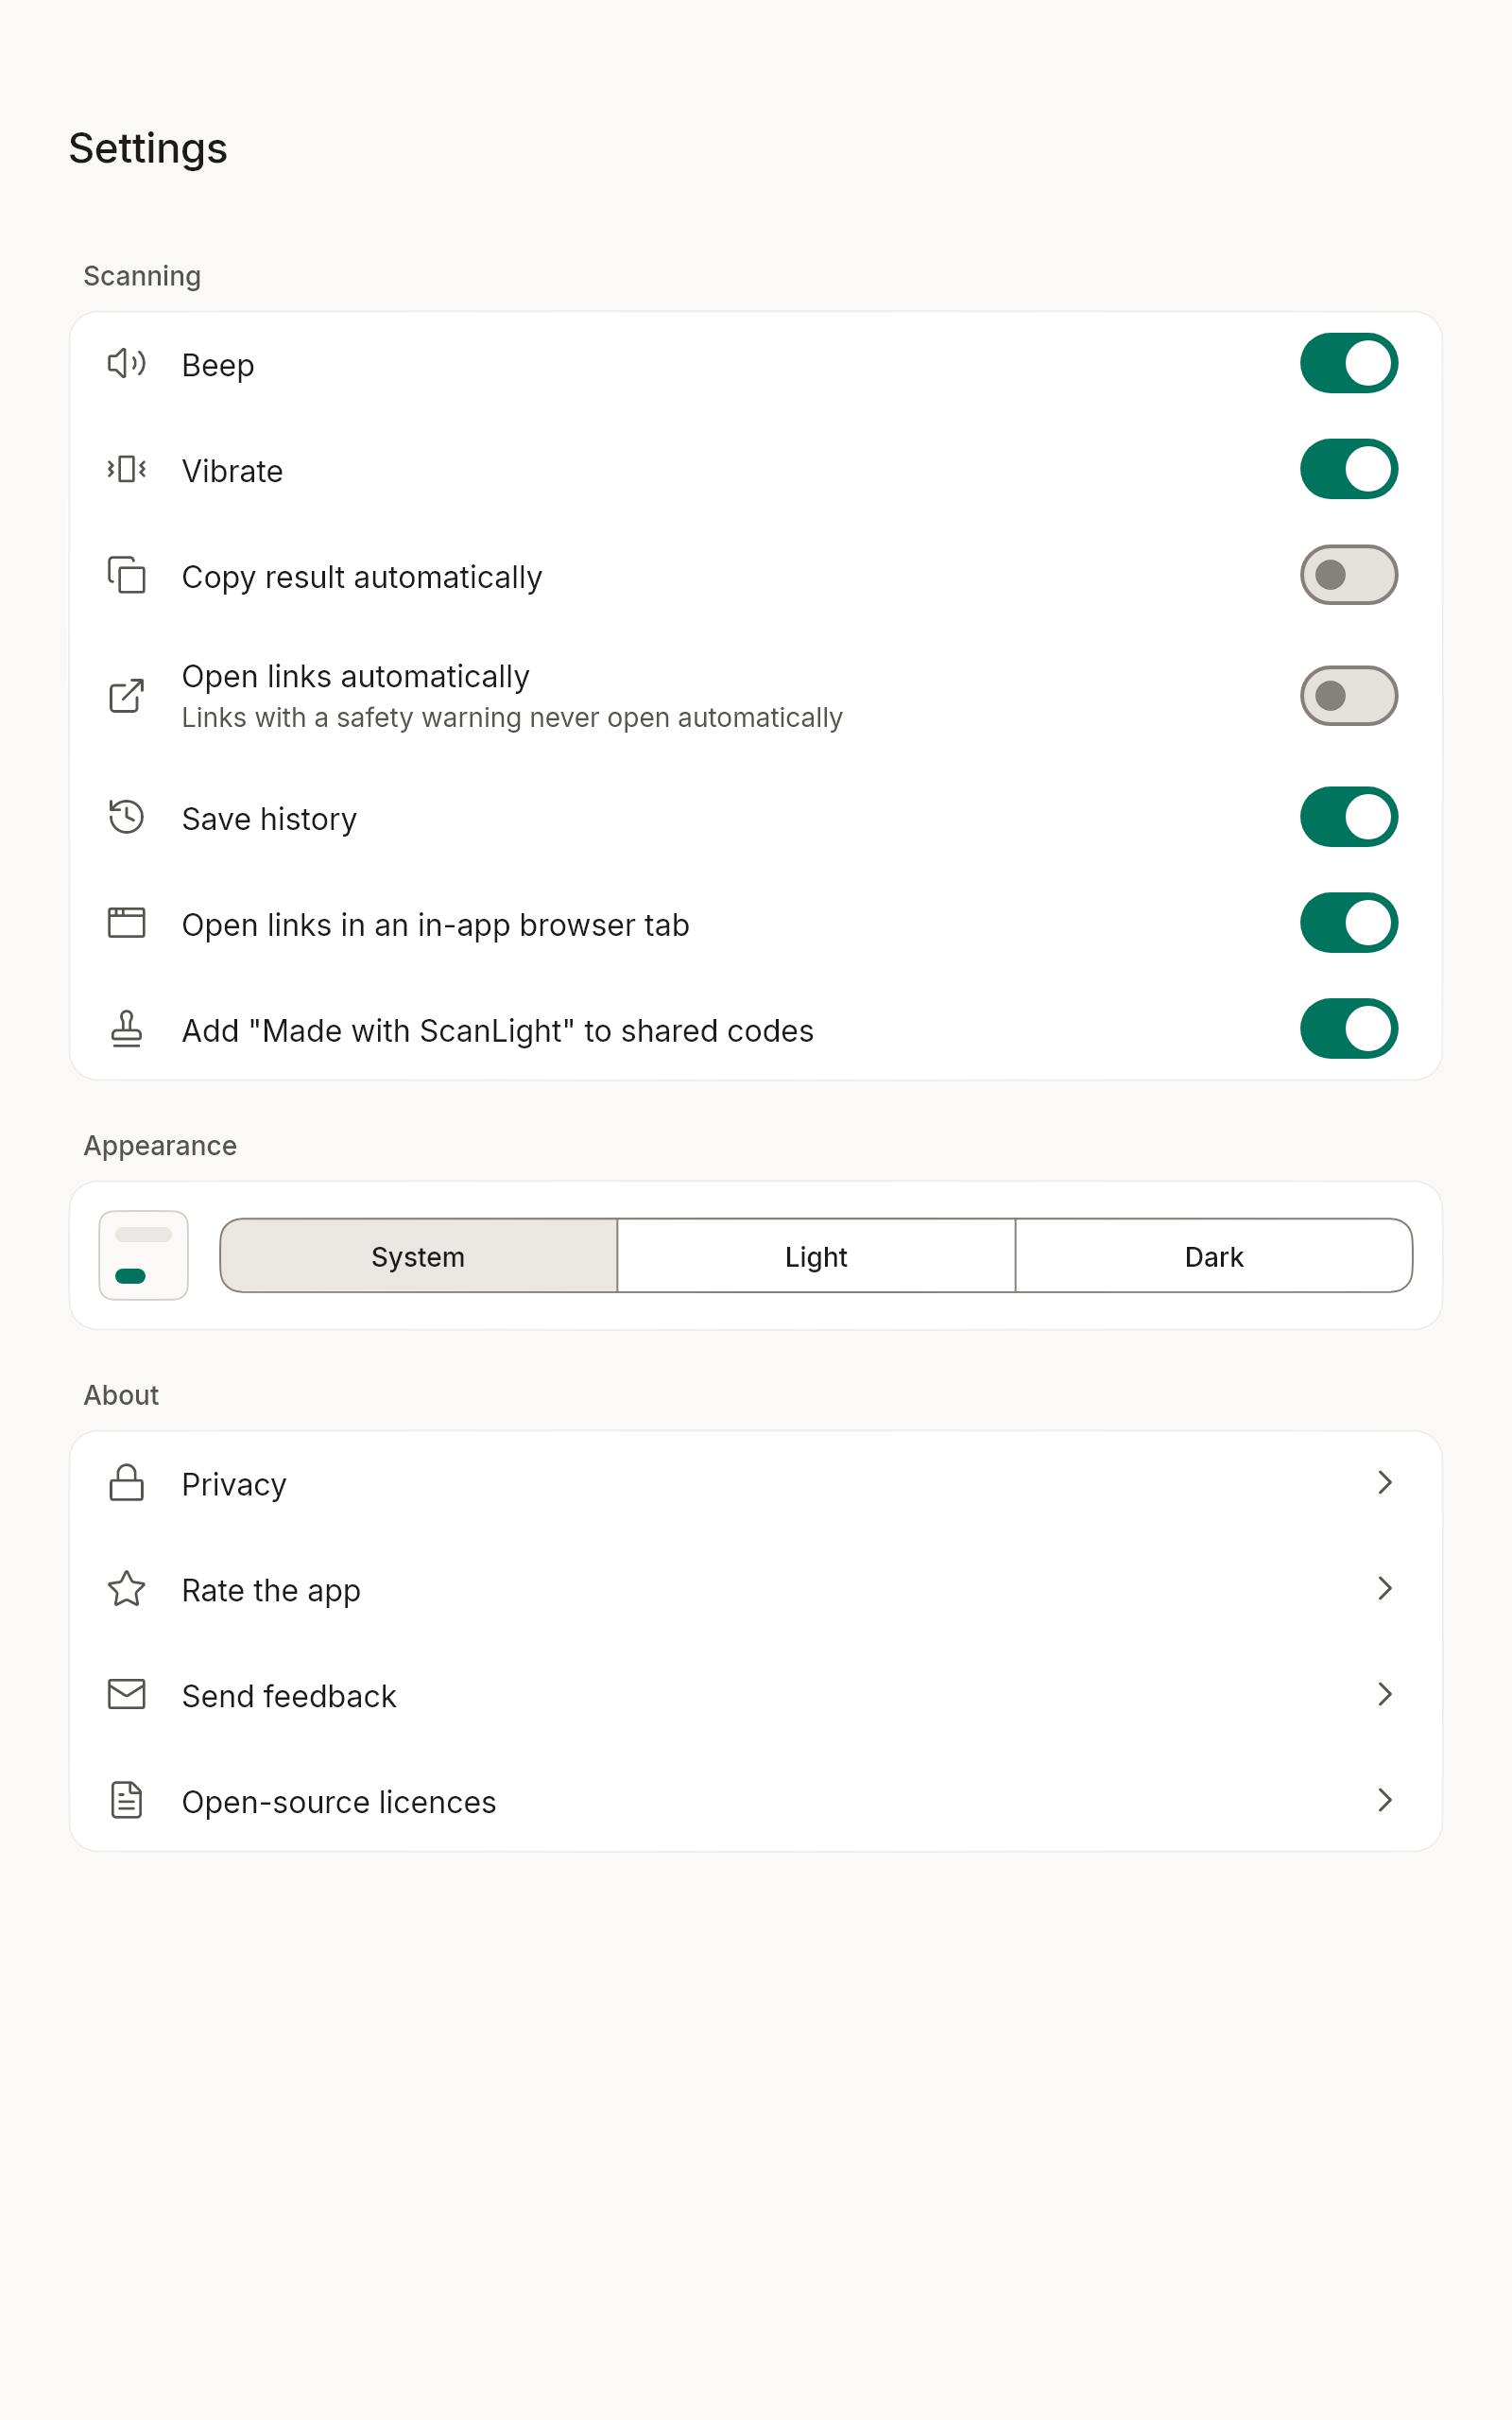 Settings
Scanning
Beep
Vibrate
Copy result automatically
Open links automatically
Links with a safety warning never open automatically
Save history
Open links in an in-app browser tab
Add "Made with ScanLight" to shared codes
Appearance
System Light Dark
About
Privacy
Rate the app
Send feedback
Open-source licences